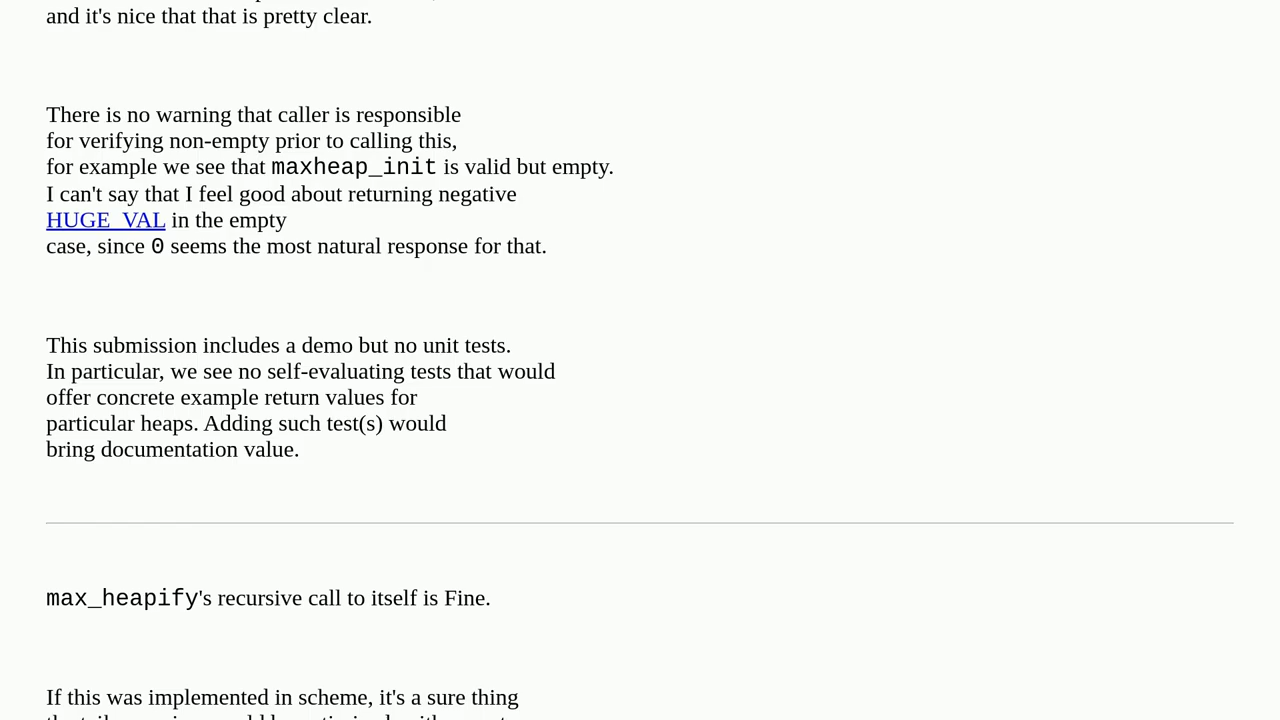 and it's nice that that is pretty clear.
There is no warning that caller is responsible
for verifying non-empty prior to calling this,
for example we see that maxheap_init is valid but empty.
I can't say that I feel good about returning negative
HUGE_VAL in the empty
case, since 0 seems the most natural response for that.
This submission includes a demo but no unit tests.
In particular, we see no self-evaluating tests that would
offer concrete example return values for
particular heaps. Adding such test(s) would
bring documentation value.
max_heapify's recursive call to itself is Fine.
If this was implemented in scheme, it's a sure thing